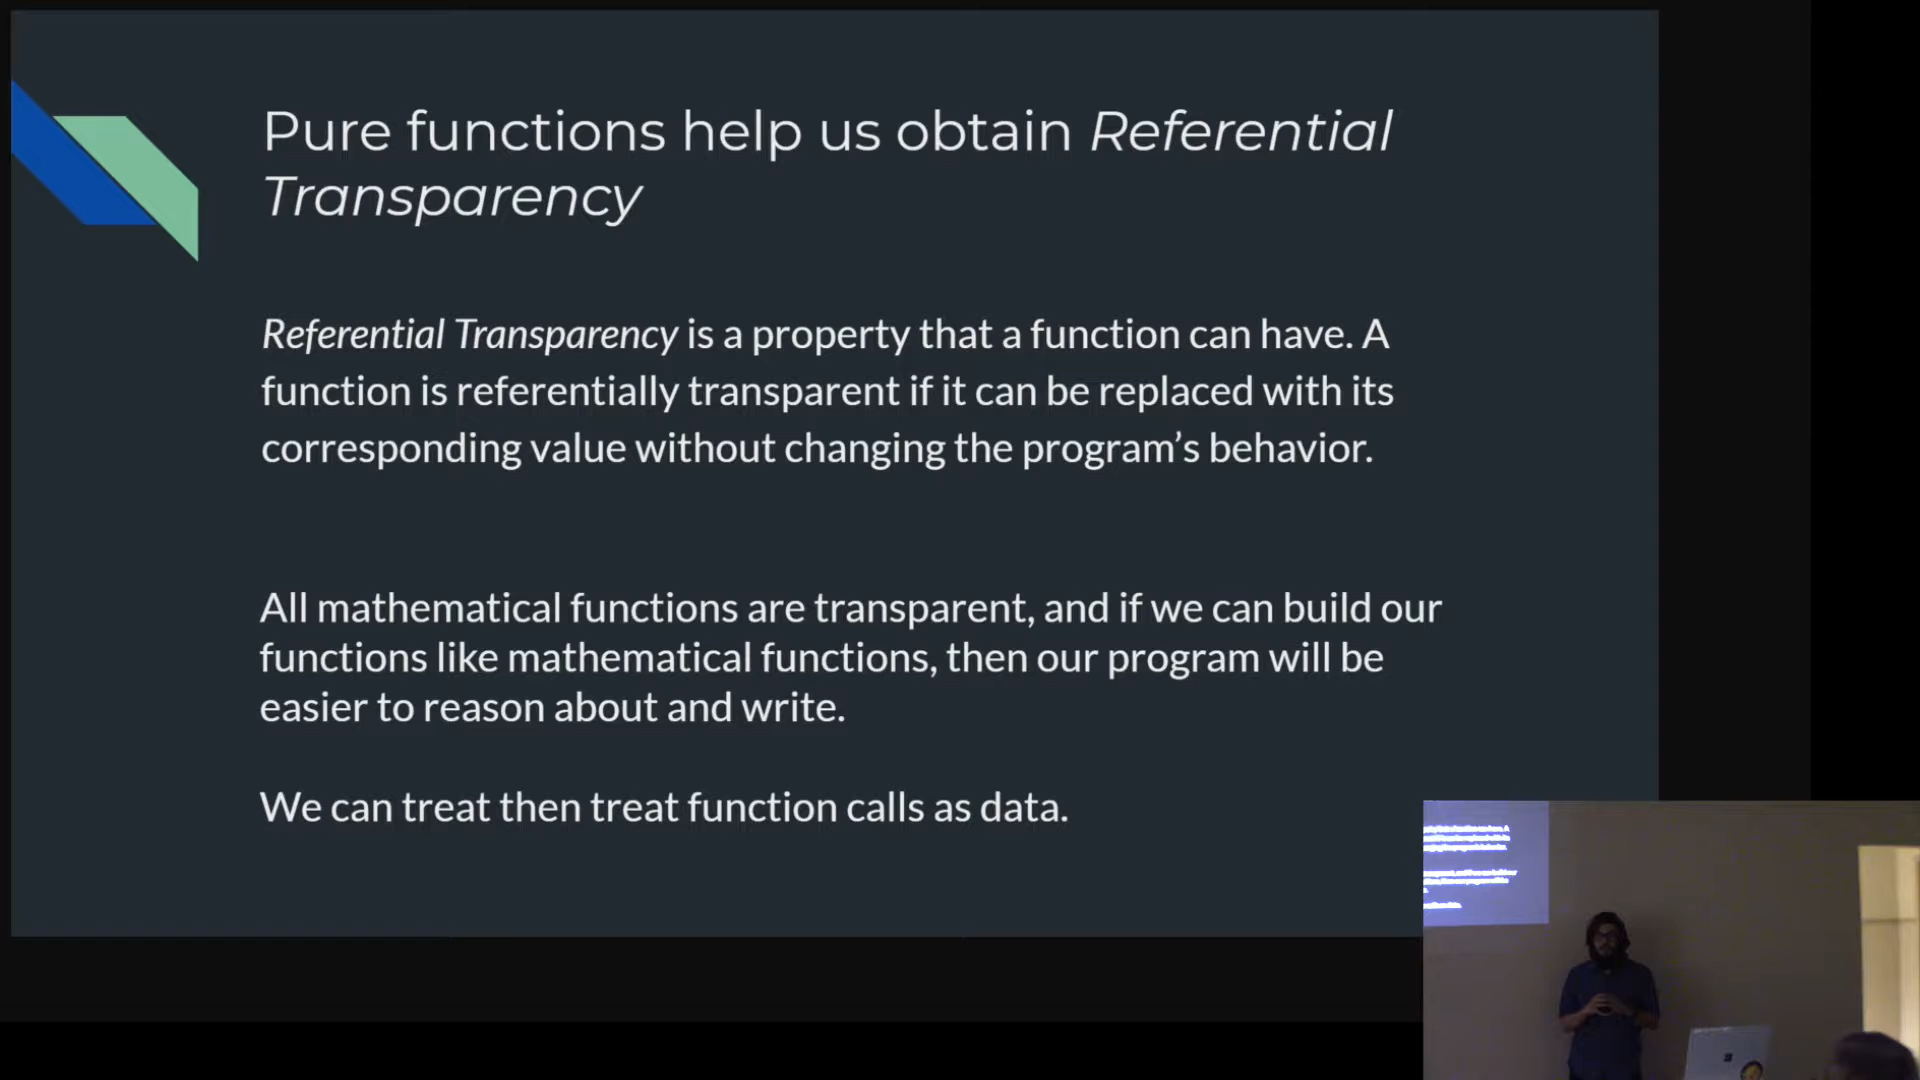 Pure functions help us obtain Referential
Transparency
Referential Transparency is a property that a function can have. A
function is referentially transparent if it can be replaced with its
corresponding value without changing the program’s behavior.
All mathematical functions are transparent, and if we can build our
functions like mathematical functions, then our program will be
easier to reason about and write.
We can treat then treat function calls as data.